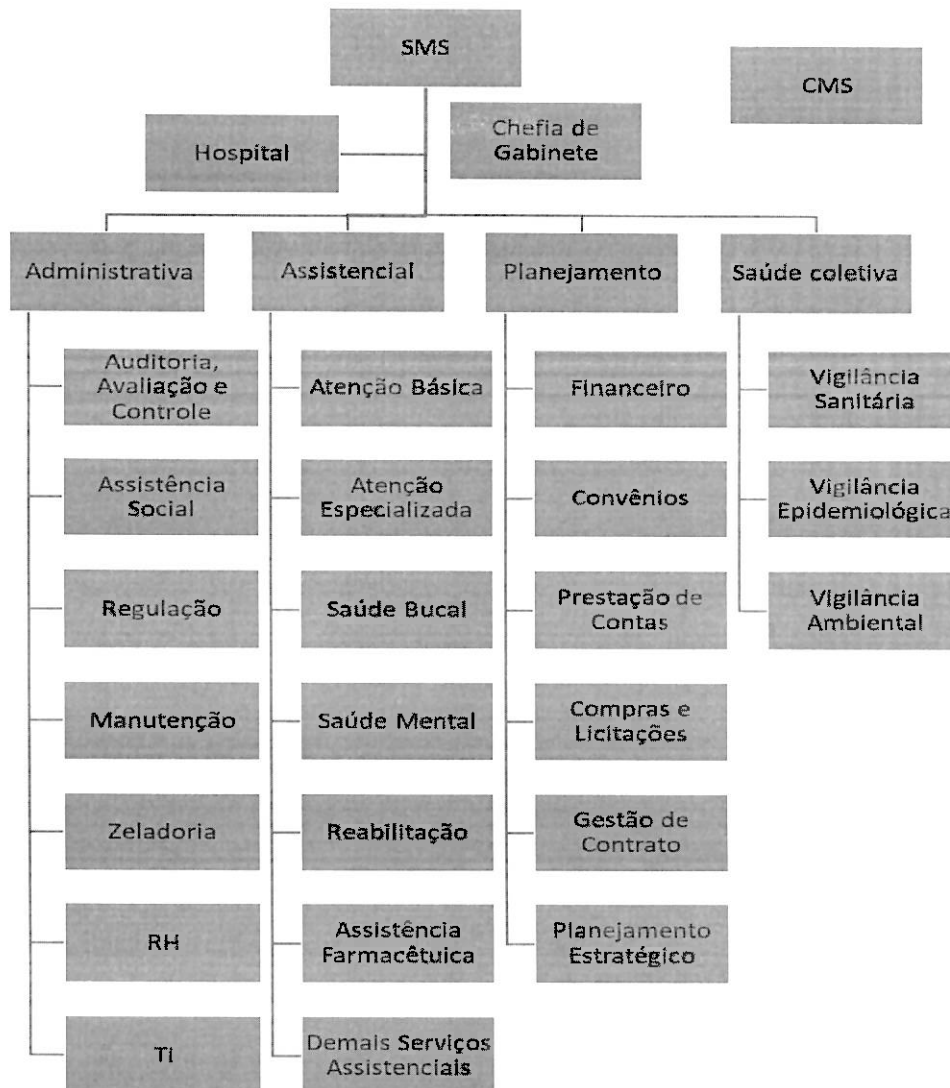 SMS
CMS
Hospital
Chefia de
Gabinete
Administrativa
Assistencial
Planejamento
Saúde coletiva
Auditoria,
Avaliação e
Controle
Assistência
Social
Regulação
Manutenção
Zeladoria
RH
TI
Atenção Básica
Atenção
Especializada
Saúde Bucal
Saúde Mental
Reabilitação
Assistência
Farmacêtuica
Demais Serviços
Assistenciais
Financeiro
Convênios
Prestação de
Contas
Compras e
Licitações
Gestão de
Contrato
Planejamento
Estratégico
Vigilância
Sanitária
Vigilância
Epidemiológica
Vigilância
Ambiental